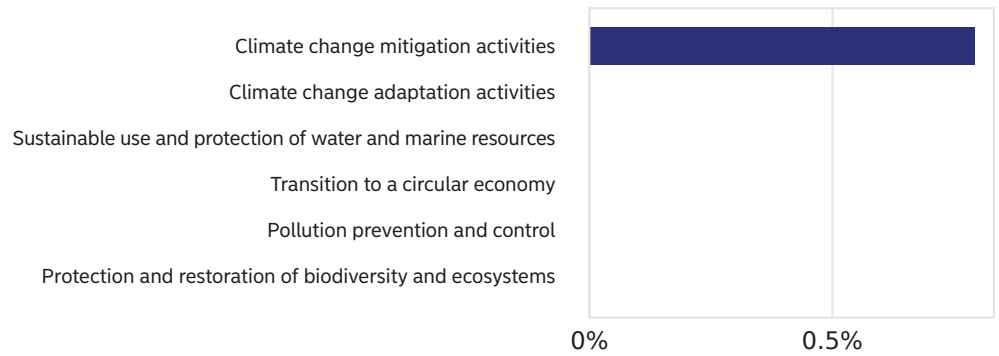 Climate change mitigation activities
Climate change adaptation activities
Sustainable use and protection of water and marine resources
Transition to a circular economy
Pollution prevention and control
Protection and restoration of biodiversity and ecosystems
0% 0.5%